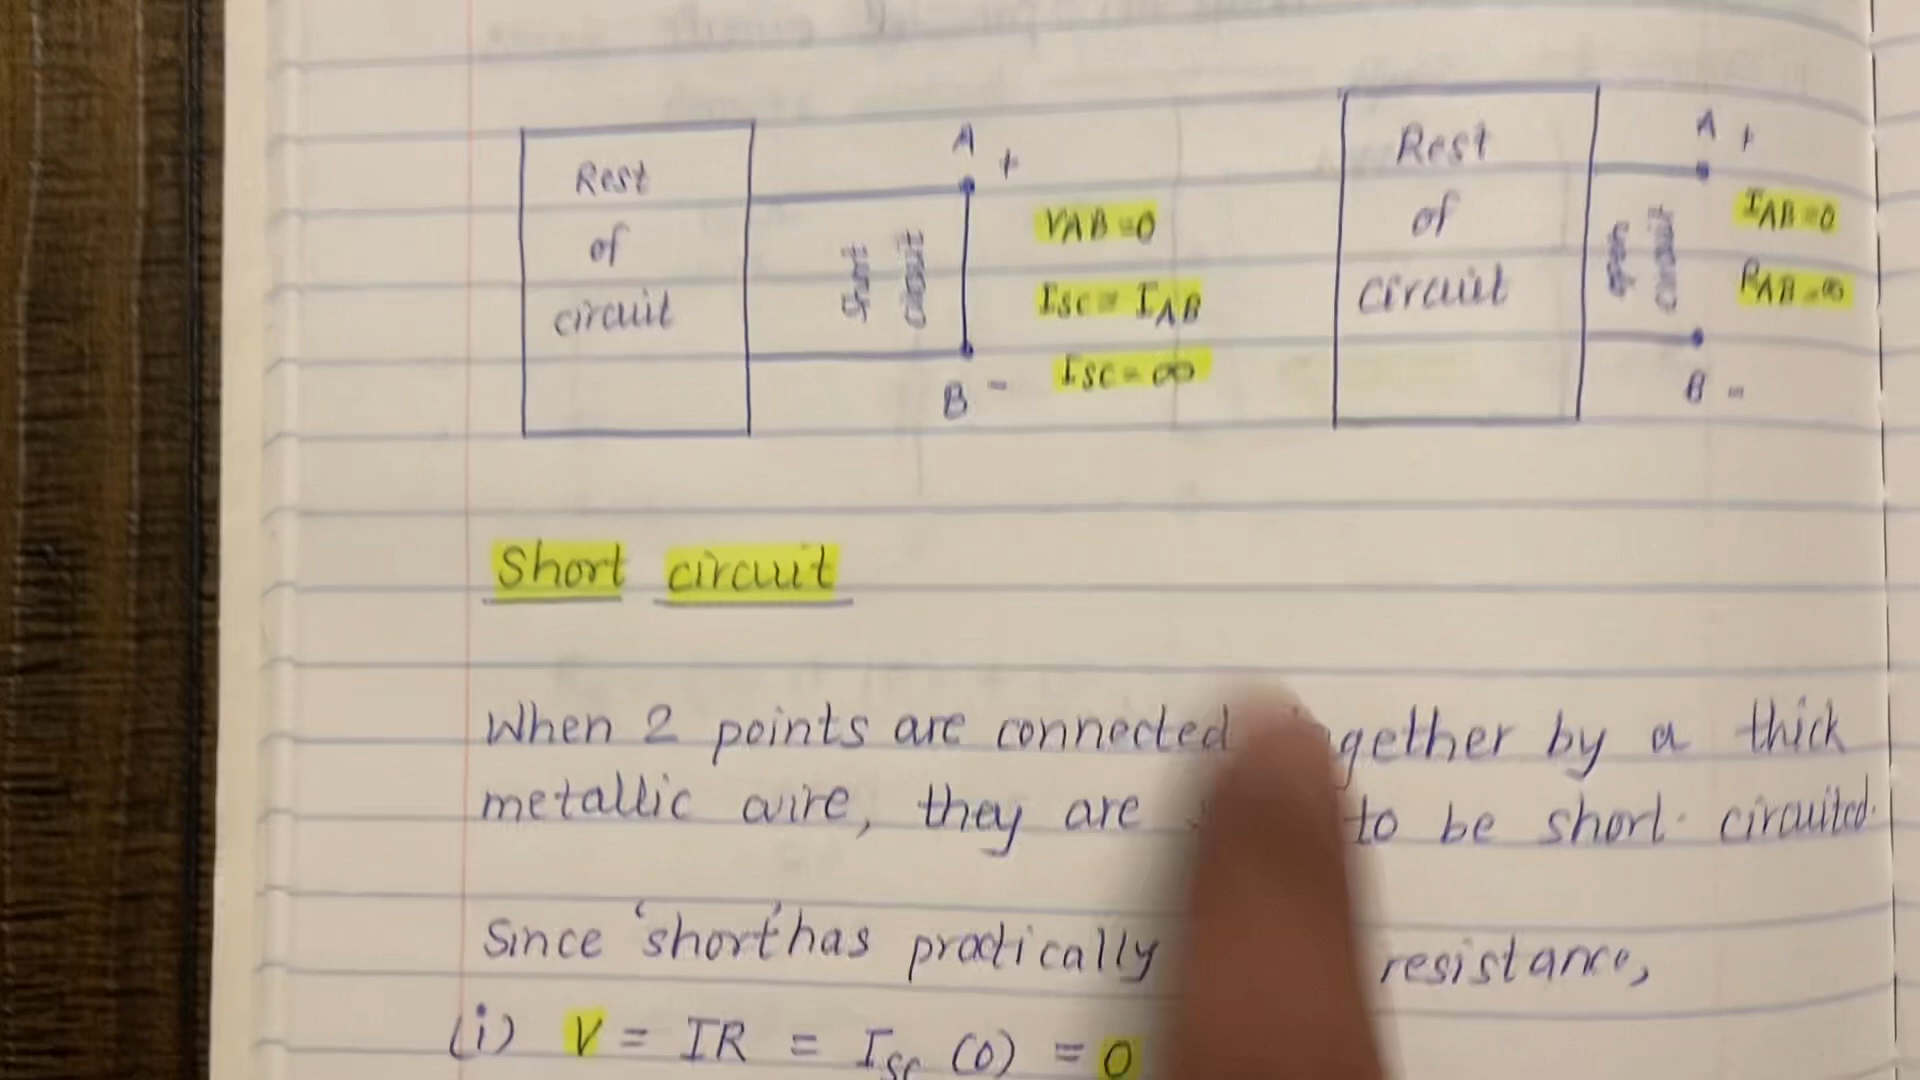 Rest
of
circuit
short
circuit
A +
B -
VAB = 0
ISC = IAB
ISC = ∞
Rest
of
circuit
open
circuit
A +
B -
IAB = 0
RAB = ∞
Short circuit
When 2 points are connected gether by a thick
metallic wire, they are to be short circuited.
Since 'short' has practically resistance,
(i) V = IR = Isc (0) = 0